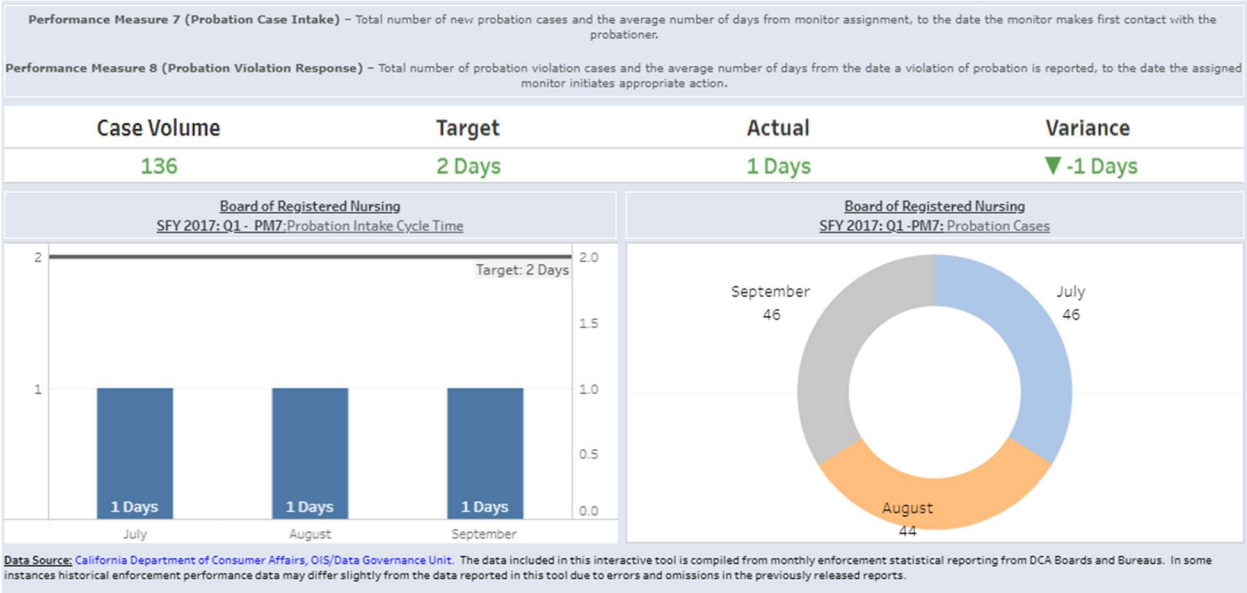 Performance Measure 7 (Probation Case Intake) – Total number of new probation cases and the average number of days from monitor assignment, to the date the monitor makes first contact with the
probationer.
Performance Measure 8 (Probation Violation Response) – Total number of probation violation cases and the average number of days from the date a violation of probation is reported, to the date the assigned
monitor initiates appropriate action.
Case Volume Target Actual Variance
136 2 Days 1 Days ▼ -1 Days
Board of Registered Nursing
SFY 2017: Q1 - PM7:Probation Intake Cycle Time
2 2.0
Target: 2 Days
1.5
1 1.0
0.5
1 Days 1 Days 1 Days
0.0
July August September
Board of Registered Nursing
SFY 2017: Q1 -PM7: Probation Cases
September
46
July
46
August
44
Data Source: California Department of Consumer Affairs, OIS/Data Governance Unit. The data included in this interactive tool is compiled from monthly enforcement statistical reporting from DCA Boards and Bureaus. In some
instances historical enforcement performance data may differ slightly from the data reported in this tool due to errors and omissions in the previously released reports.